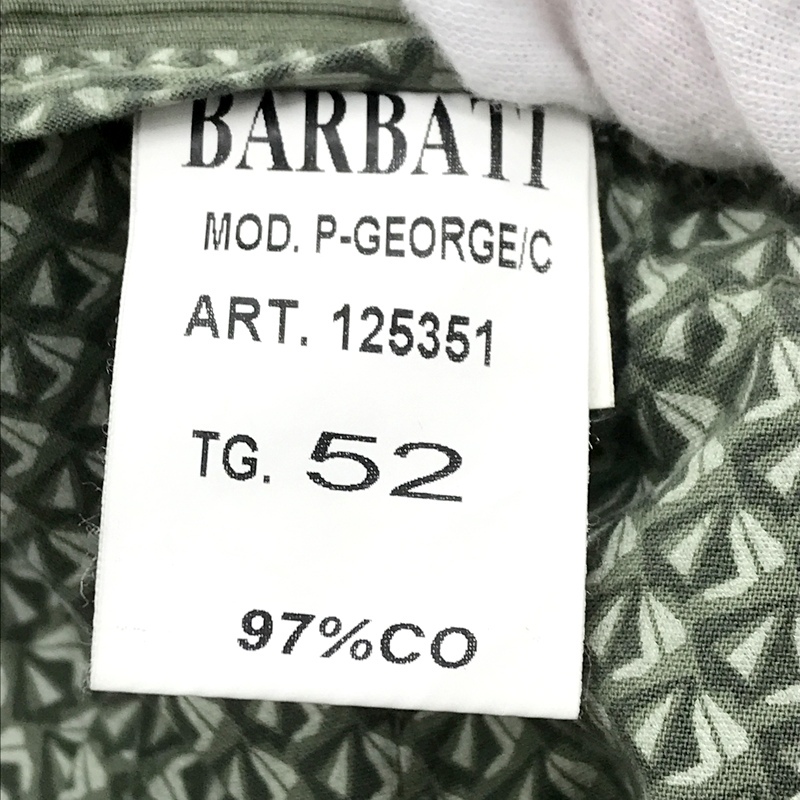 BARBATI
MOD. P-GEORGE/C
ART. 125351
TG. 52
97%CO